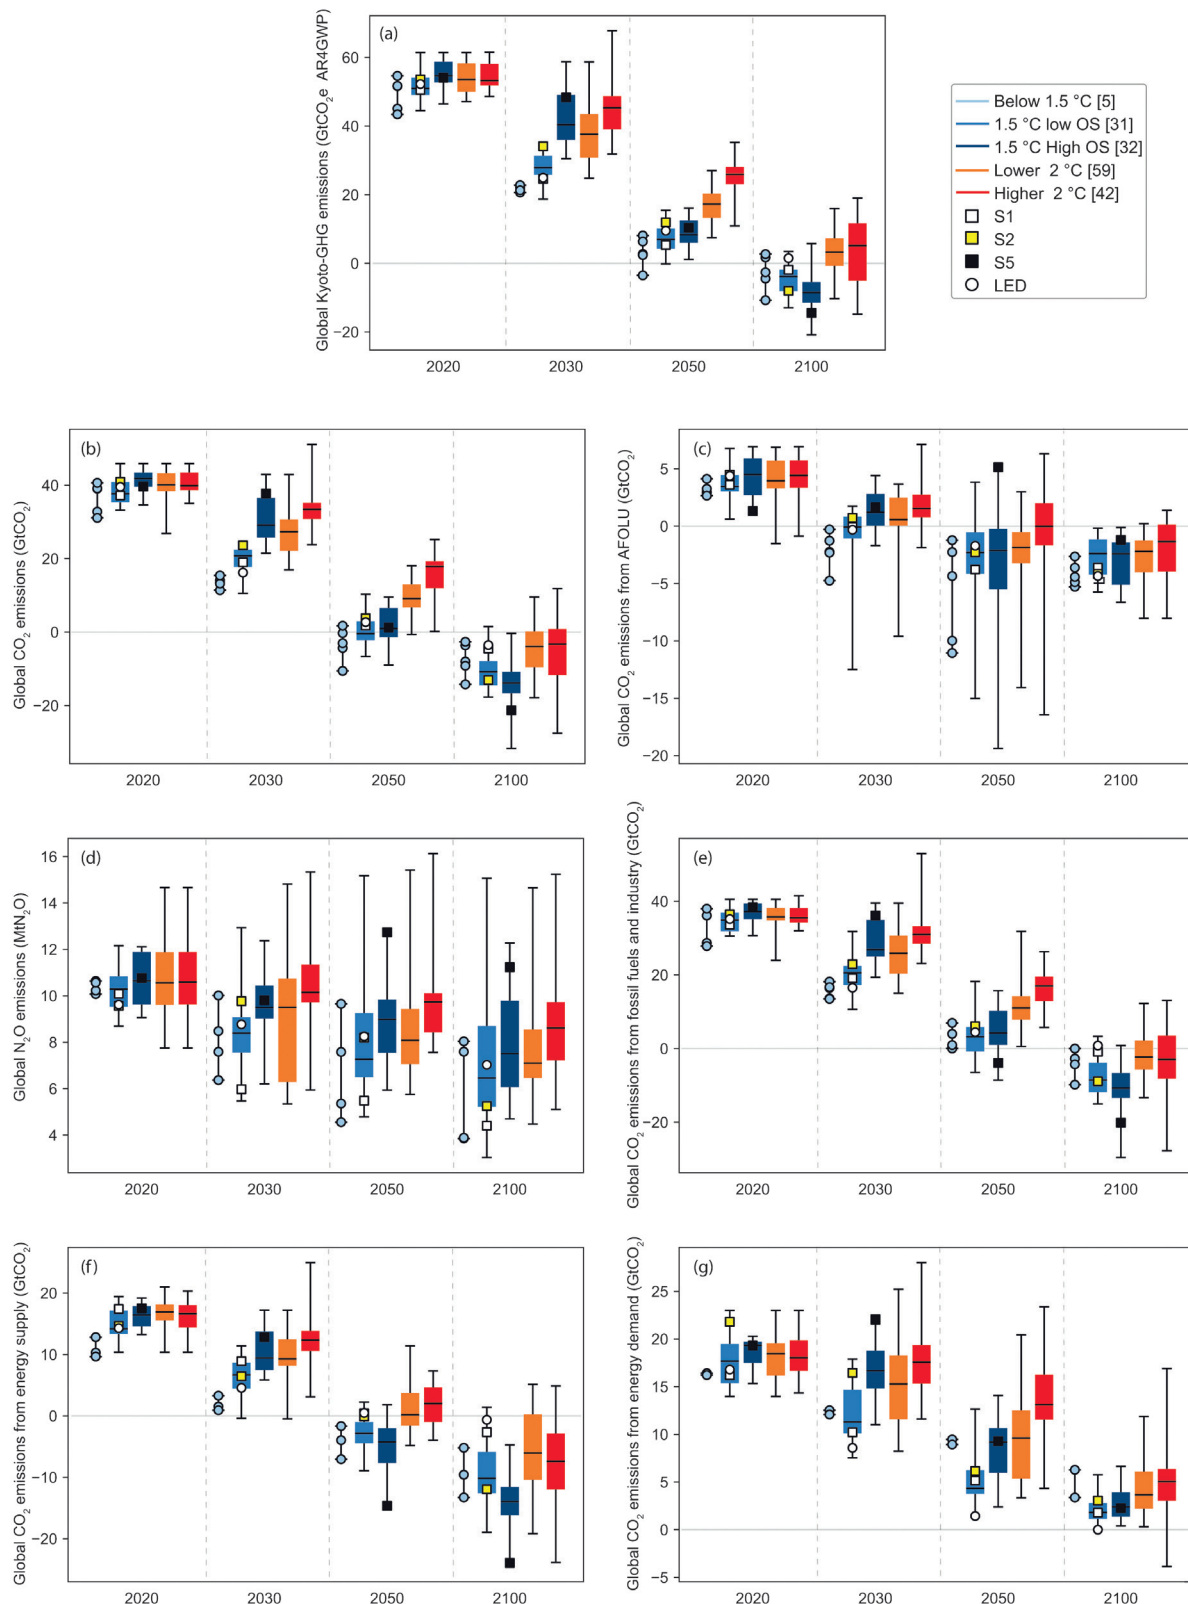 (a)
Global Kyoto-GHG emissions (GtCO₂e AR4GWP)
60
40
20
0
−20
2020 2030 2050 2100
Below 1.5 °C [5]
1.5 °C low OS [31]
1.5 °C High OS [32]
Lower 2 °C [59]
Higher 2 °C [42]
S1
S2
S5
LED
(b)
Global CO₂ emissions (GtCO₂)
40
20
0
−20
2020 2030 2050 2100
(c)
Global CO₂ emissions from AFOLU (GtCO₂)
5
0
−5
−10
−15
−20
2020 2030 2050 2100
(d)
Global N₂O emissions (MtN₂O)
16
14
12
10
8
6
4
2020 2030 2050 2100
(e)
Global CO₂ emissions from fossil fuels and industry (GtCO₂)
40
20
0
−20
2020 2030 2050 2100
(f)
Global CO₂ emissions from energy supply (GtCO₂)
20
10
0
−10
−20
2020 2030 2050 2100
(g)
Global CO₂ emissions from energy demand (GtCO₂)
25
20
15
10
5
0
−5
2020 2030 2050 2100